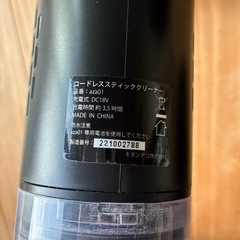 コードレススティッククリーナー
品番：aza01
充電式 DC18V
充電時間 約3.5時間
MADE IN CHINA
防水注意
aza01 専用電池を使用してください。
製造番号： 221002788
モダンデコ株式会社